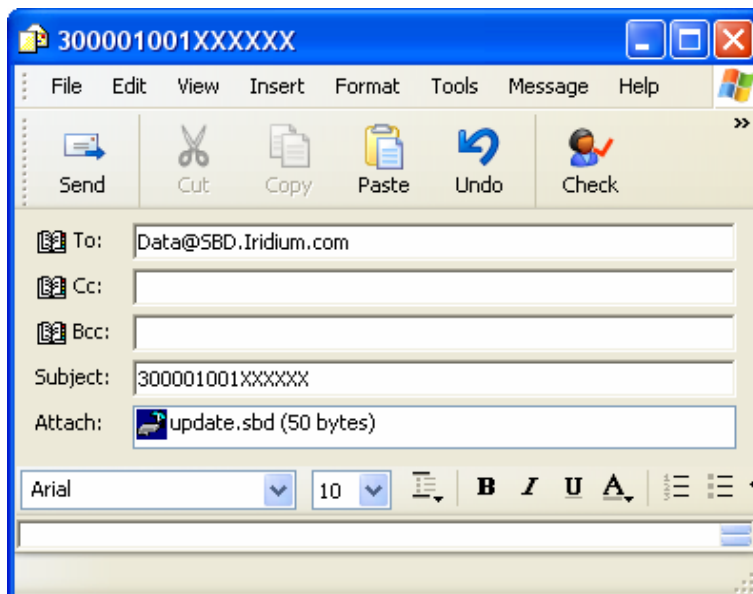 300001001XXXXXX
File Edit View Insert Format Tools Message Help
Send Cut Copy Paste Undo Check
To: Data@SBD.Iridium.com
Cc:
Bcc:
Subject: 300001001XXXXXX
Attach: update.sbd (50 bytes)
Arial 10 B I U A